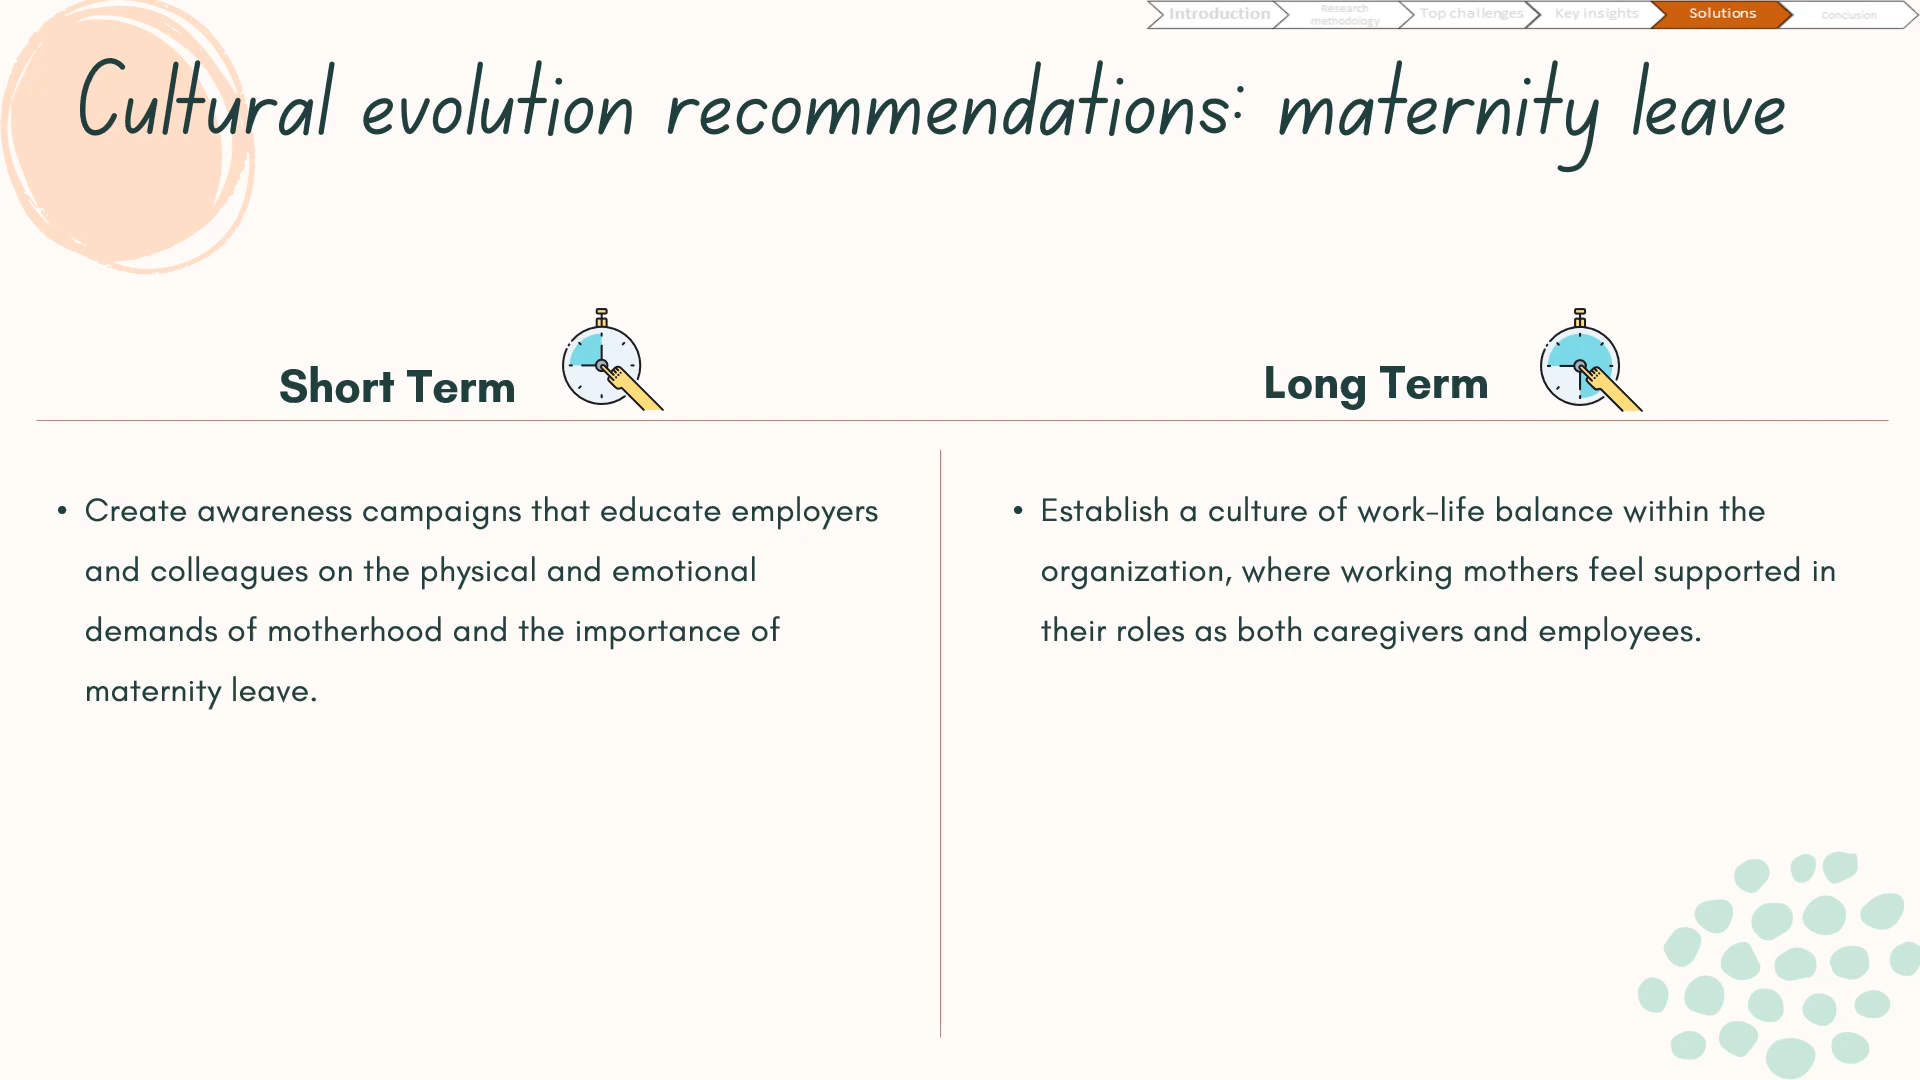 Introduction
Research
methodology
Top challenges
Key insights
Solutions
Conclusion
Cultural evolution recommendations: maternity leave
Short Term
Long Term
• Create awareness campaigns that educate employers
and colleagues on the physical and emotional
demands of motherhood and the importance of
maternity leave.
• Establish a culture of work-life balance within the
organization, where working mothers feel supported in
their roles as both caregivers and employees.